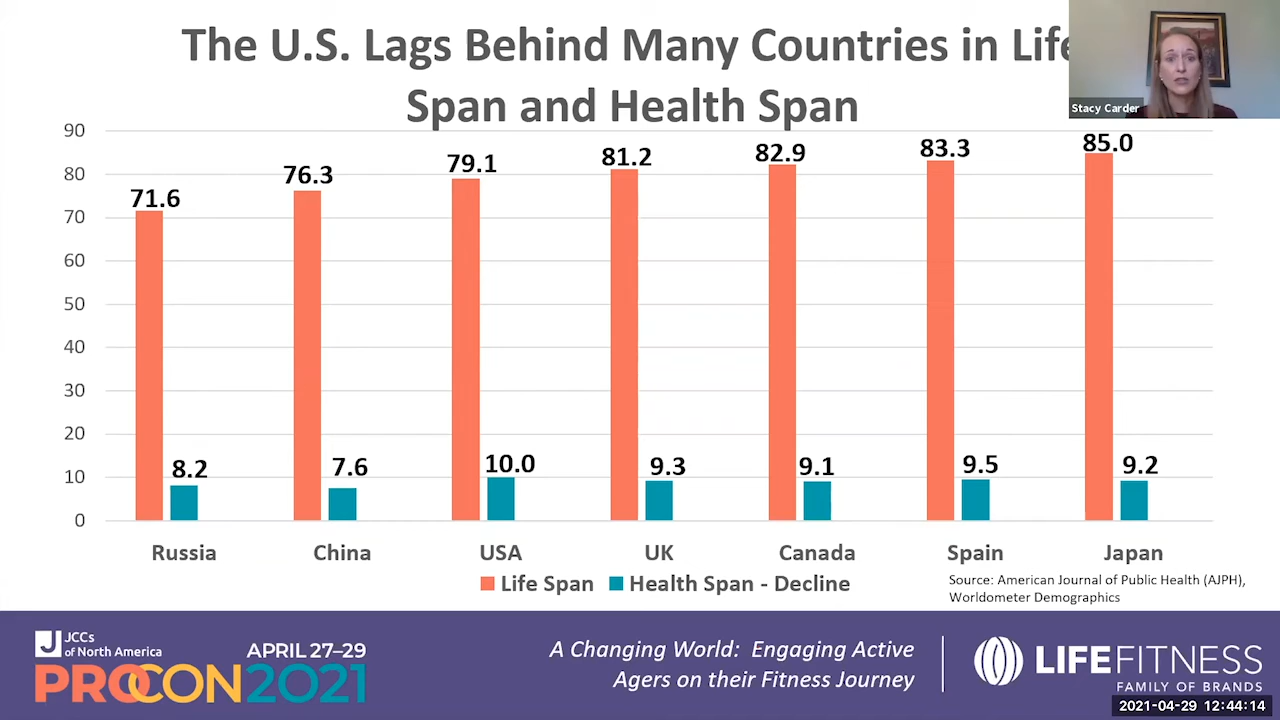 The U.S. Lags Behind Many Countries in Life
Span and Health Span
Stacy Carder
90
80
70
60
50
40
30
20
10
0
71.6
76.3
79.1
81.2
82.9
83.3
85.0
8.2
7.6
10.0
9.3
9.1
9.5
9.2
Russia China USA UK Canada Spain Japan
Life Span Health Span - Decline
Source: American Journal of Public Health (AJPH),
Worldometer Demographics
J JCCs
of North America
APRIL 27–29
PROCON2021
A Changing World: Engaging Active
Agers on their Fitness Journey
LIFEFITNESS
FAMILY OF BRANDS
2021-04-29 12:44:14